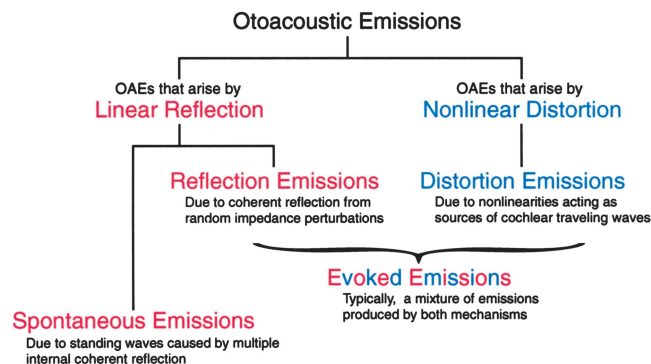 Otoacoustic Emissions
OAEs that arise by
Linear Reflection
OAEs that arise by
Nonlinear Distortion
Reflection Emissions
Due to coherent reflection from
random impedance perturbations
Distortion Emissions
Due to nonlinearities acting as
sources of cochlear traveling waves
Evoked Emissions
Typically, a mixture of emissions
produced by both mechanisms
Spontaneous Emissions
Due to standing waves caused by multiple
internal coherent reflection